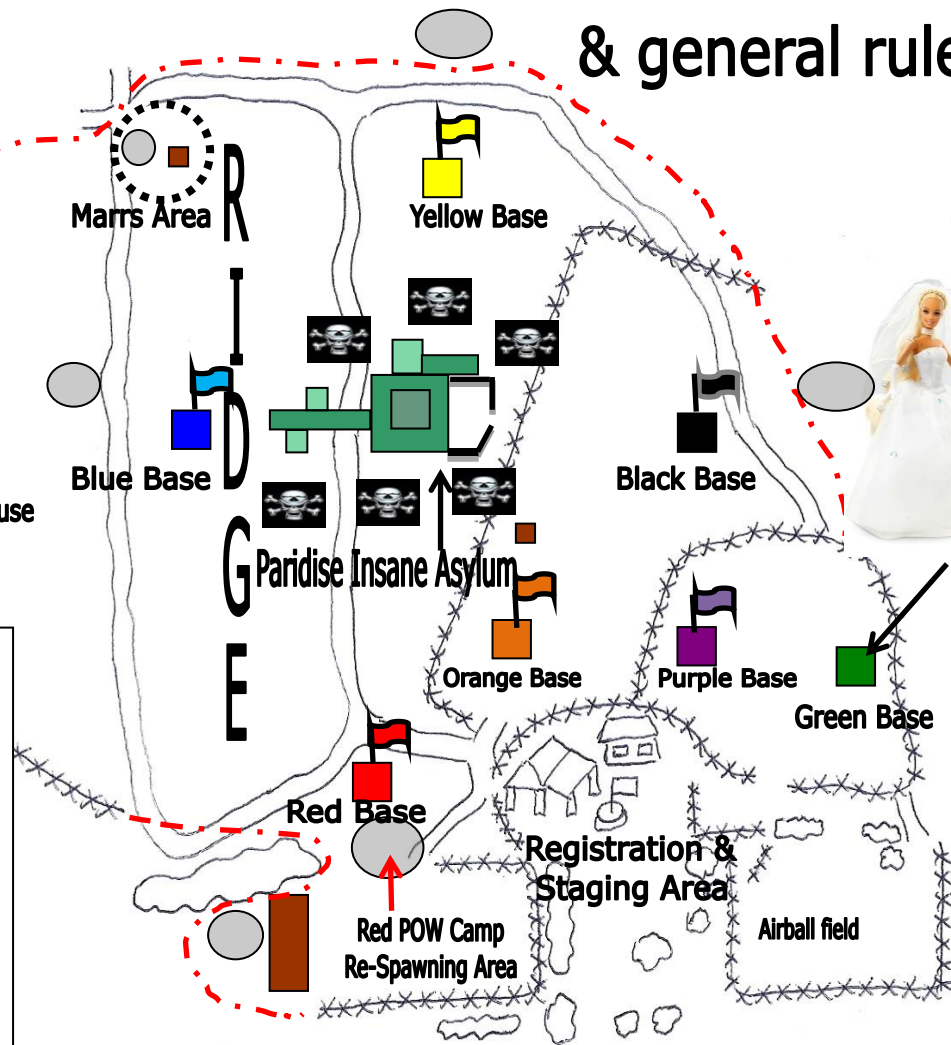 & general rule
Marrs Area
Yellow Base
RIDGE
Blue Base
Black Base
use
Paridise Insane Asylum
Orange Base
Purple Base
Green Base
Red Base
Registration &
Staging Area
Red POW Camp
Re-Spawning Area
Airball field